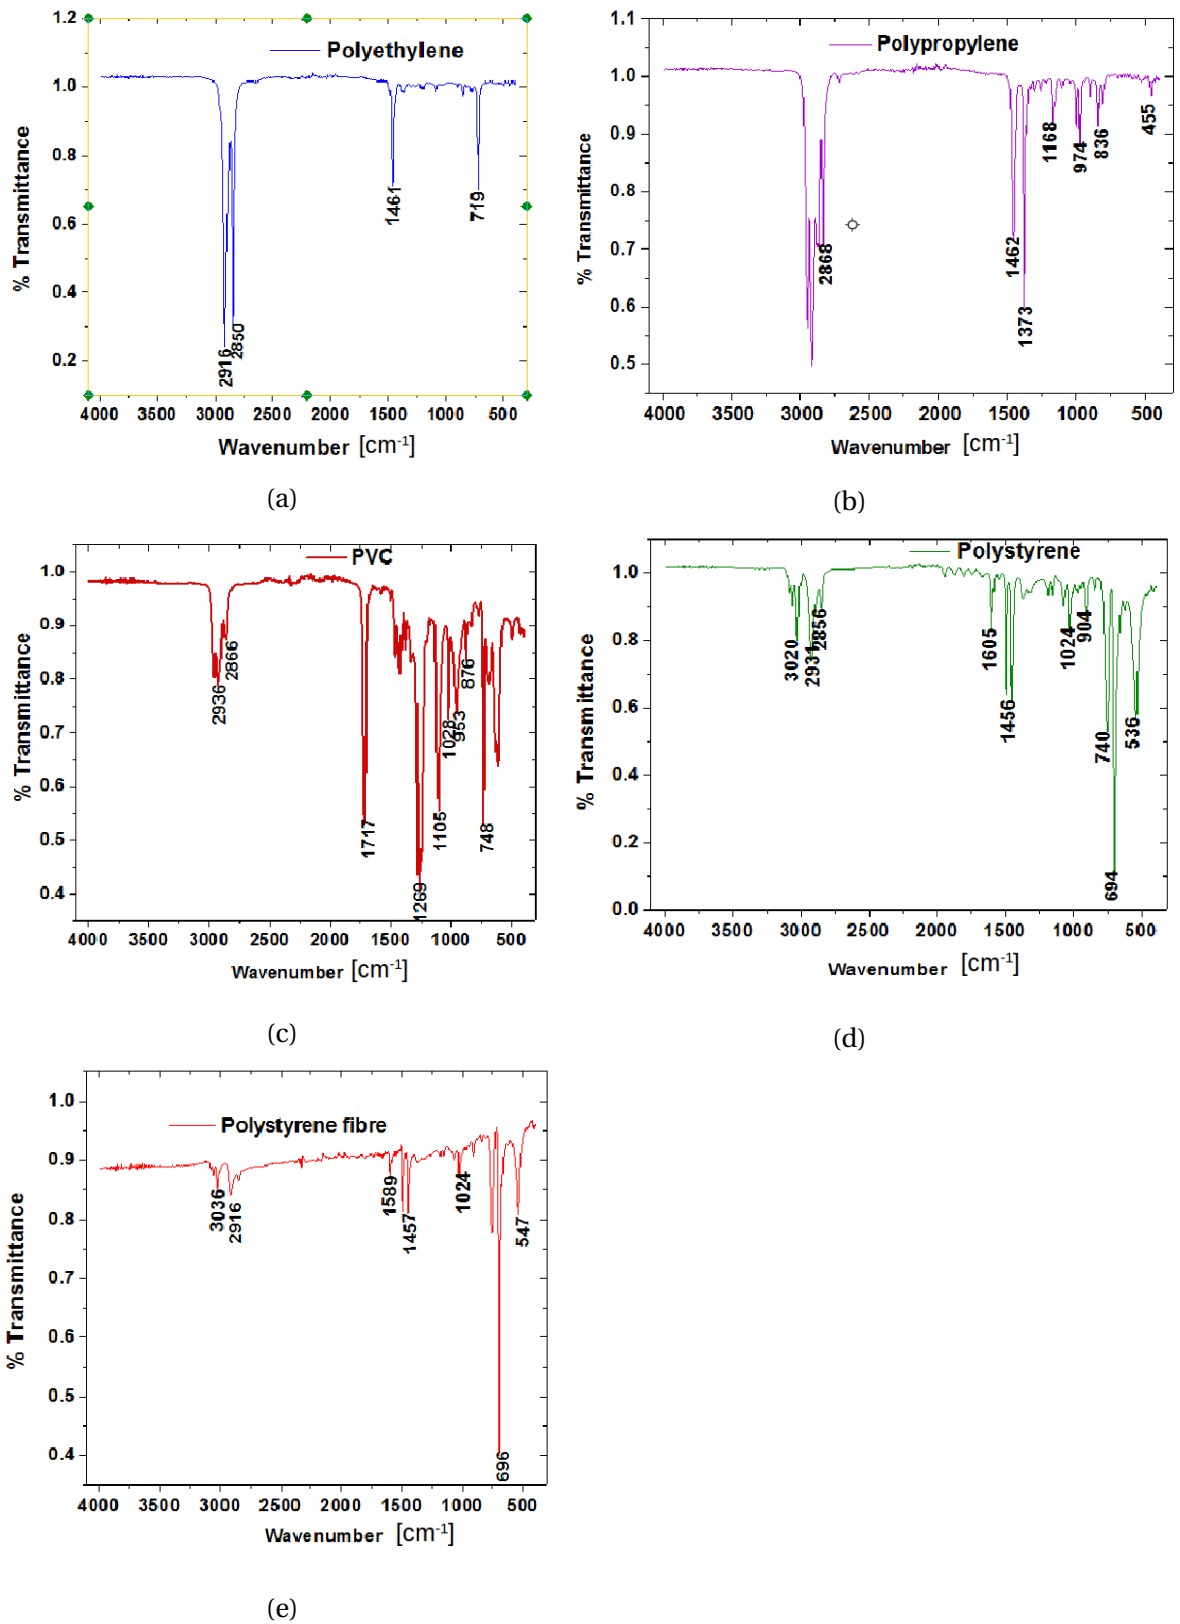 1.2
Polyethylene
1.0
0.8
0.6
0.4
0.2
% Transmittance
2916
2850
1461
719
4000 3500 3000 2500 2000 1500 1000 500
Wavenumber [cm⁻¹]
(a)
1.1
Polypropylene
1.0
0.9
0.8
0.7
0.6
0.5
% Transmittance
2868
1462
1373
1168
974
836
455
4000 3500 3000 2500 2000 1500 1000 500
Wavenumber [cm⁻¹]
(b)
PVC
1.0
0.9
0.8
0.7
0.6
0.5
0.4
% Transmittance
2936
2866
1717
1269
1105
1028
953
876
748
4000 3500 3000 2500 2000 1500 1000 500
Wavenumber [cm⁻¹]
(c)
Polystyrene
1.0
0.8
0.6
0.4
0.2
0.0
% Transmittance
3020
2931
2856
1605
1456
1024
904
740
694
536
4000 3500 3000 2500 2000 1500 1000 500
Wavenumber [cm⁻¹]
(d)
1.0
Polystyrene fibre
0.9
0.8
0.7
0.6
0.5
0.4
% Transmittance
3036
2916
1589
1457
1024
696
547
4000 3500 3000 2500 2000 1500 1000 500
Wavenumber [cm⁻¹]
(e)